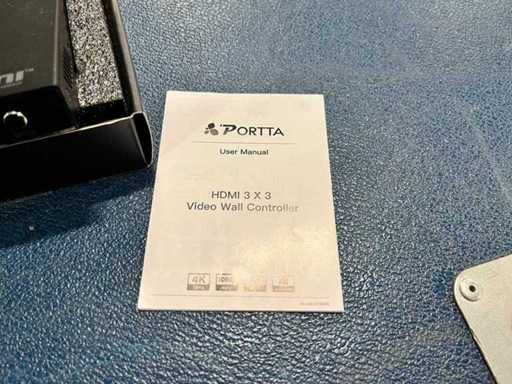 PORTTA
User Manual
HDMI 3 X 3
Video Wall Controller
4K